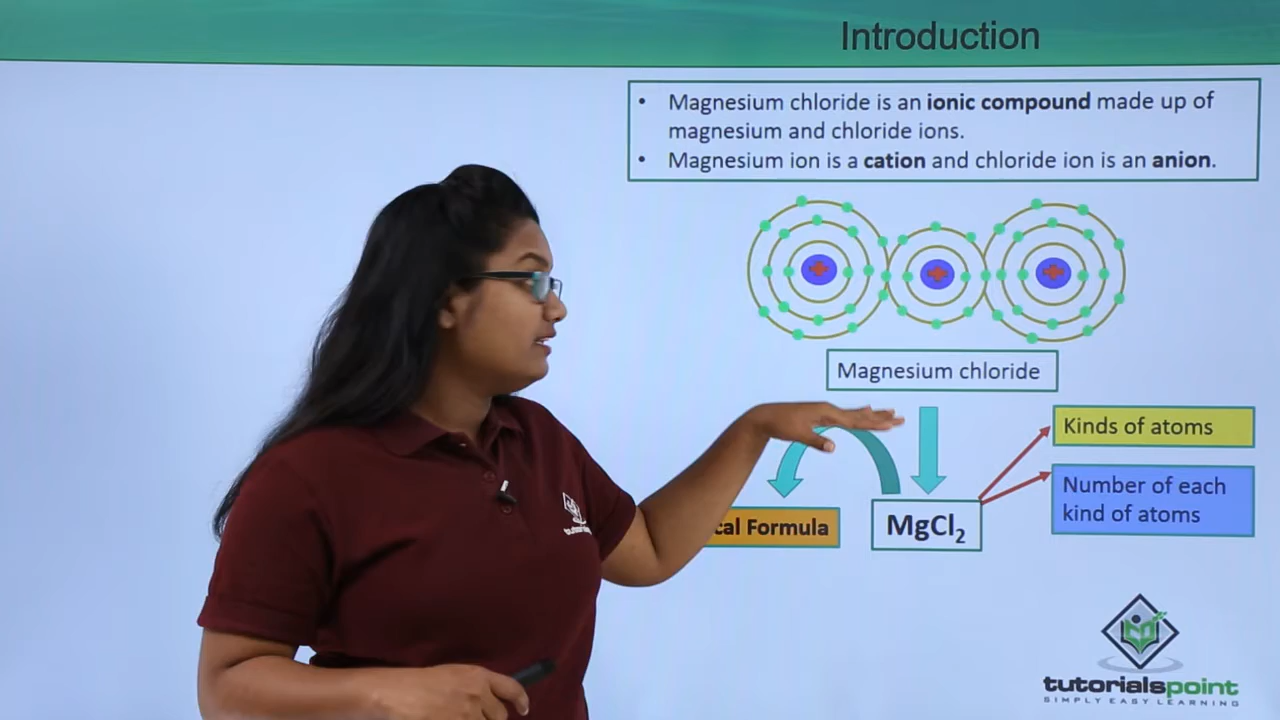 Introduction
• Magnesium chloride is an ionic compound made up of
magnesium and chloride ions.
• Magnesium ion is a cation and chloride ion is an anion.
Magnesium chloride
Kinds of atoms
Number of each
kind of atoms
Formula
MgCl₂
tutorialspoint
SIMPLY EASY LEARNING